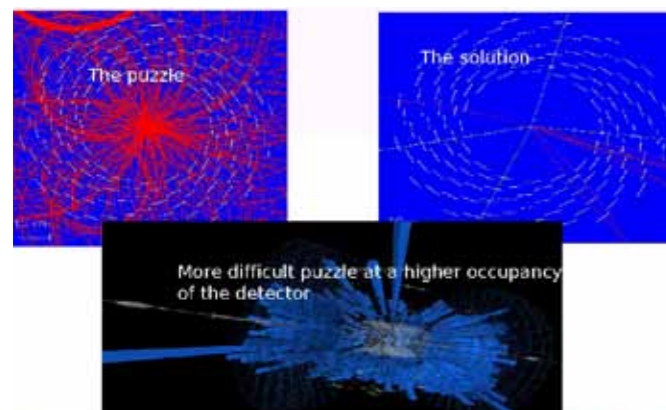 The puzzle
The solution
More difficult puzzle at a higher occupancy
of the detector